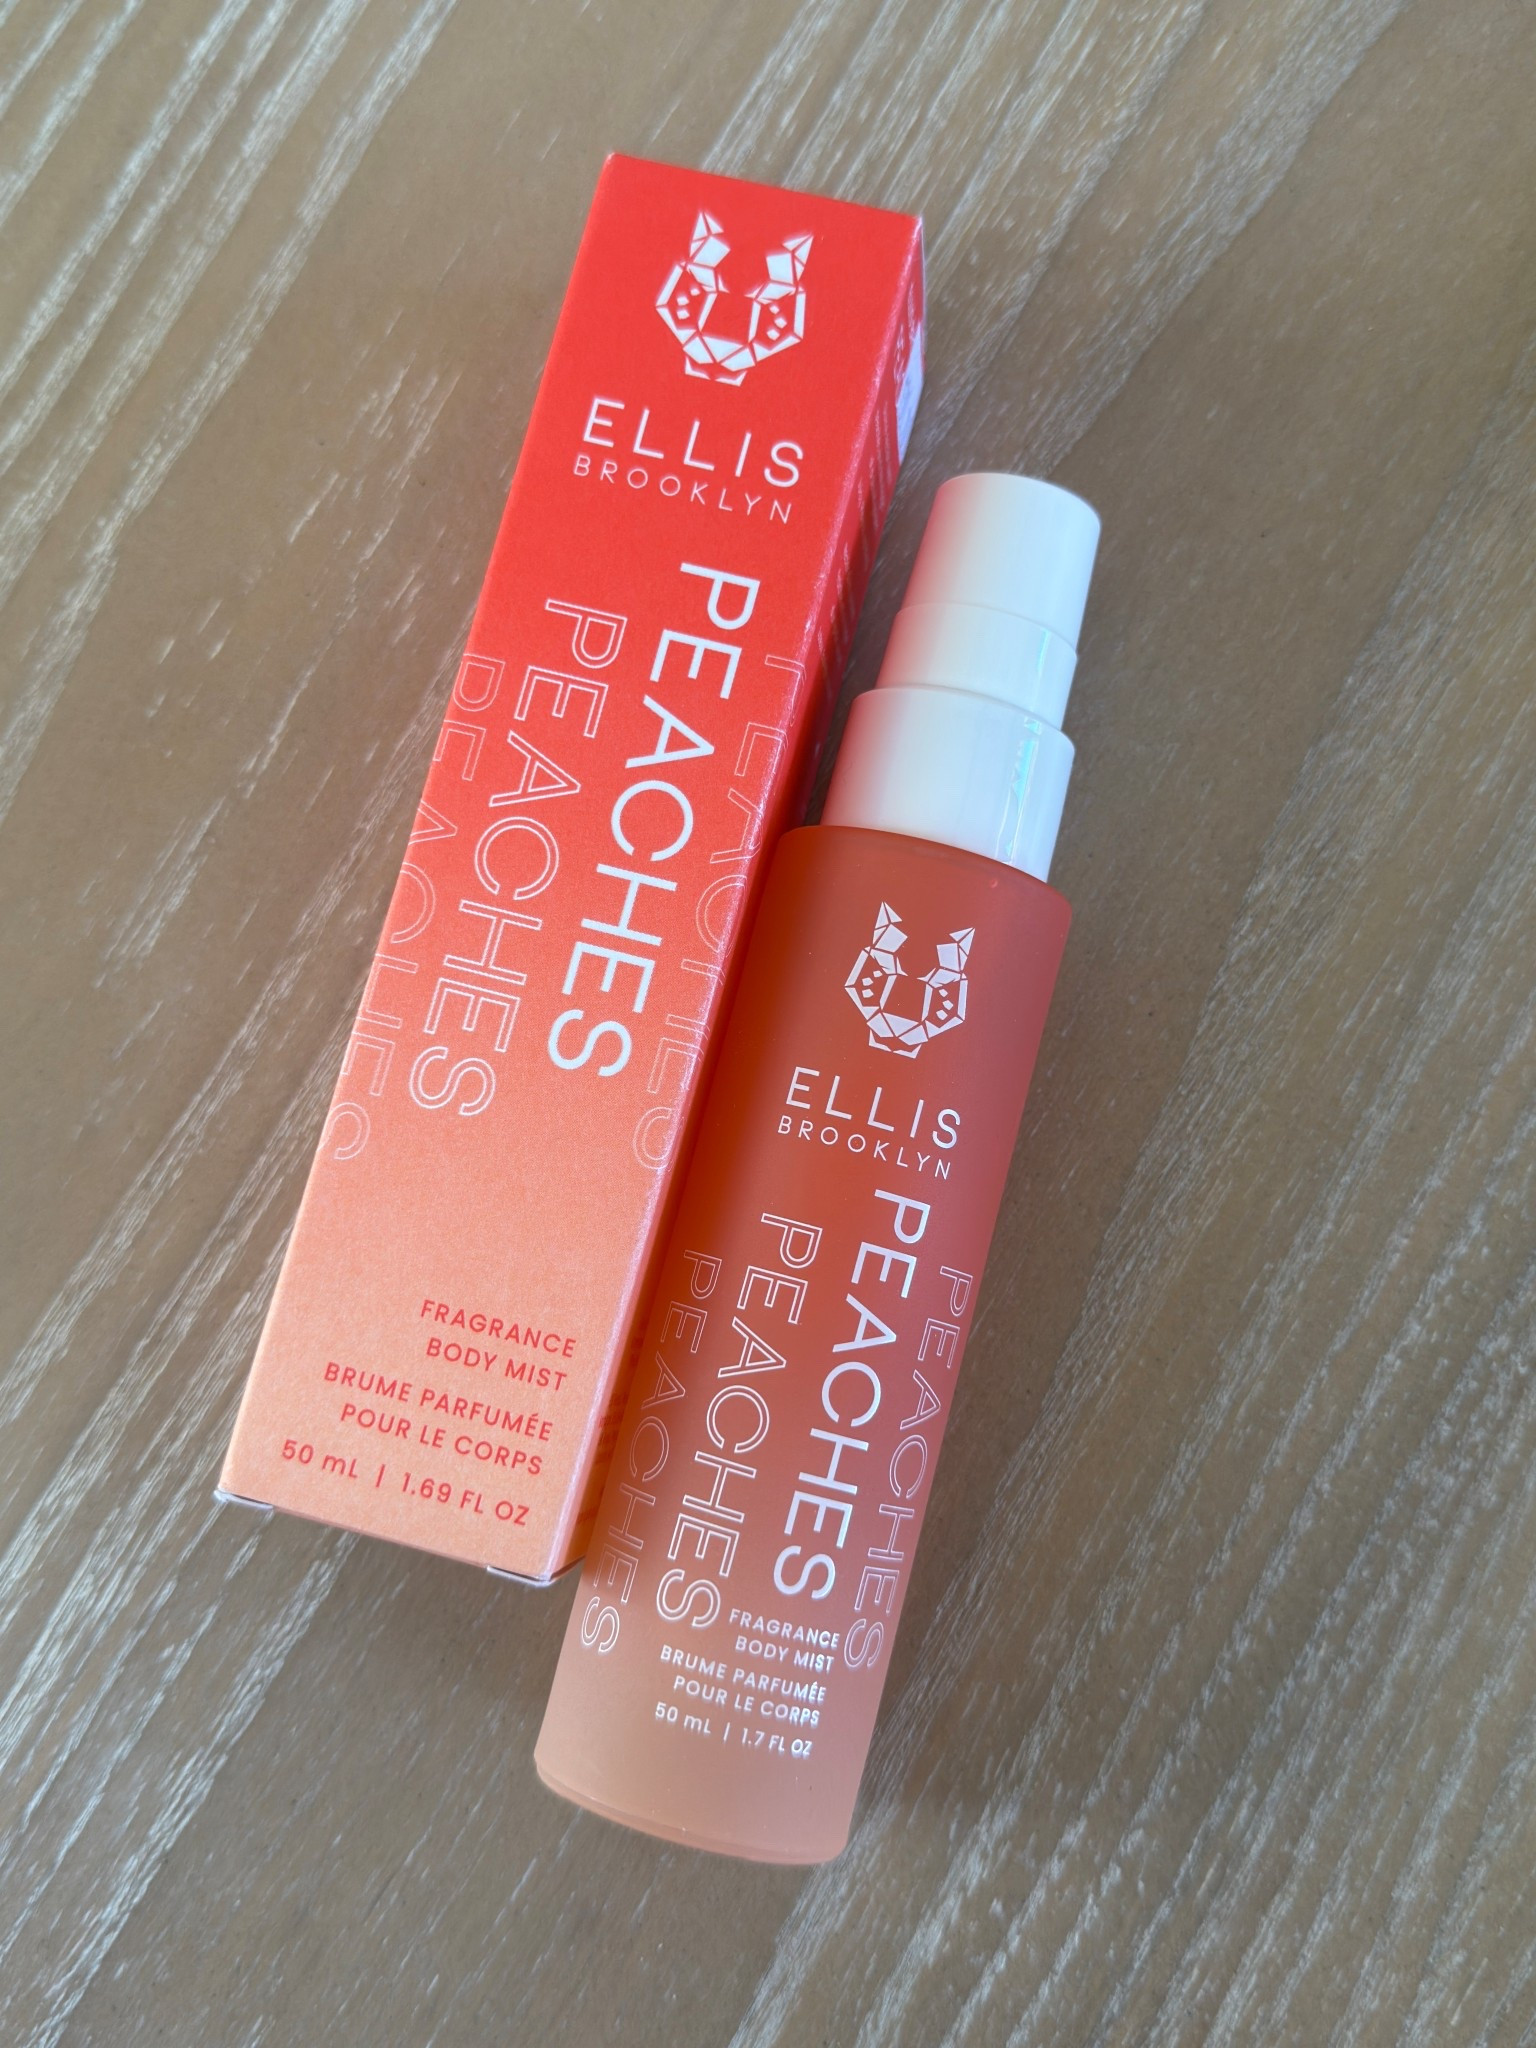 ELLIS
BROOKLYN
PEACHES
PEACHES
PEACHES
PEACHES
FRAGRANCE
BODY MIST
BRUME PARFUMÉE
POUR LE CORPS
50 mL | 1.69 FL OZ
ELLIS
BROOKLYN
PEACHES
PEACHES
PEACHES
PEACHES
FRAGRANCE
BODY MIST
BRUME PARFUMÉE
POUR LE CORPS
50 mL | 1.7 FL OZ